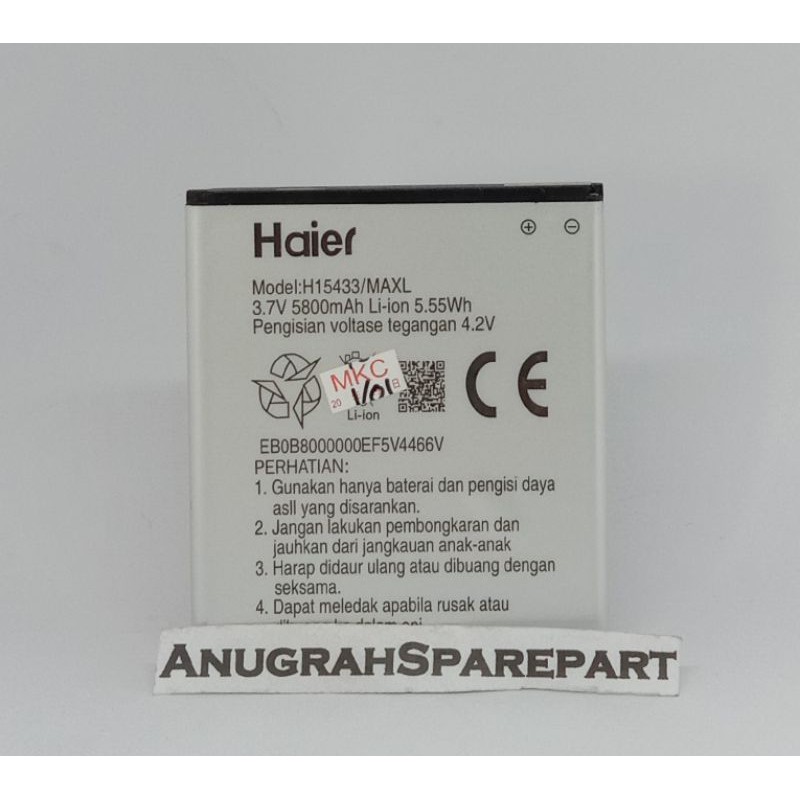 Haier
Model:H15433/MAXL
3.7V 5800mAh Li-ion 5.55Wh
Pengisian voltase tegangan 4.2V
MKC
20
B
Li-ion
CE
EB0B8000000EF5V4466V
PERHATIAN:
1. Gunakan hanya baterai dan pengisi daya
asll yang disarankan.
2. Jangan lakukan pembongkaran dan
jauhkan dari jangkauan anak-anak
3. Harap didaur ulang atau dibuang dengan
seksama.
4. Dapat meledak apabila rusak atau
ANUGRAHSPAREPART